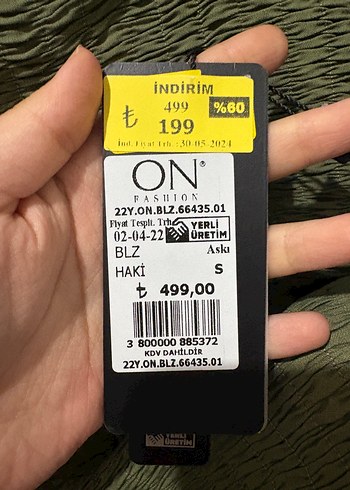 İNDİRİM
₺ 499 %60
199
İnd. Fiyat Trh.:30-05-2024
ON®
FASHION
22Y.ON.BLZ.66435.01
Fiyat Tespit. Trh.
02-04-22 YERLİ ÜRETİM
BLZ Askı
HAKİ S
₺ 499,00
3 800000 885372
KDV DAHİLDİR
22Y.ON.BLZ.66435.01
YERLİ
ÜRETİM